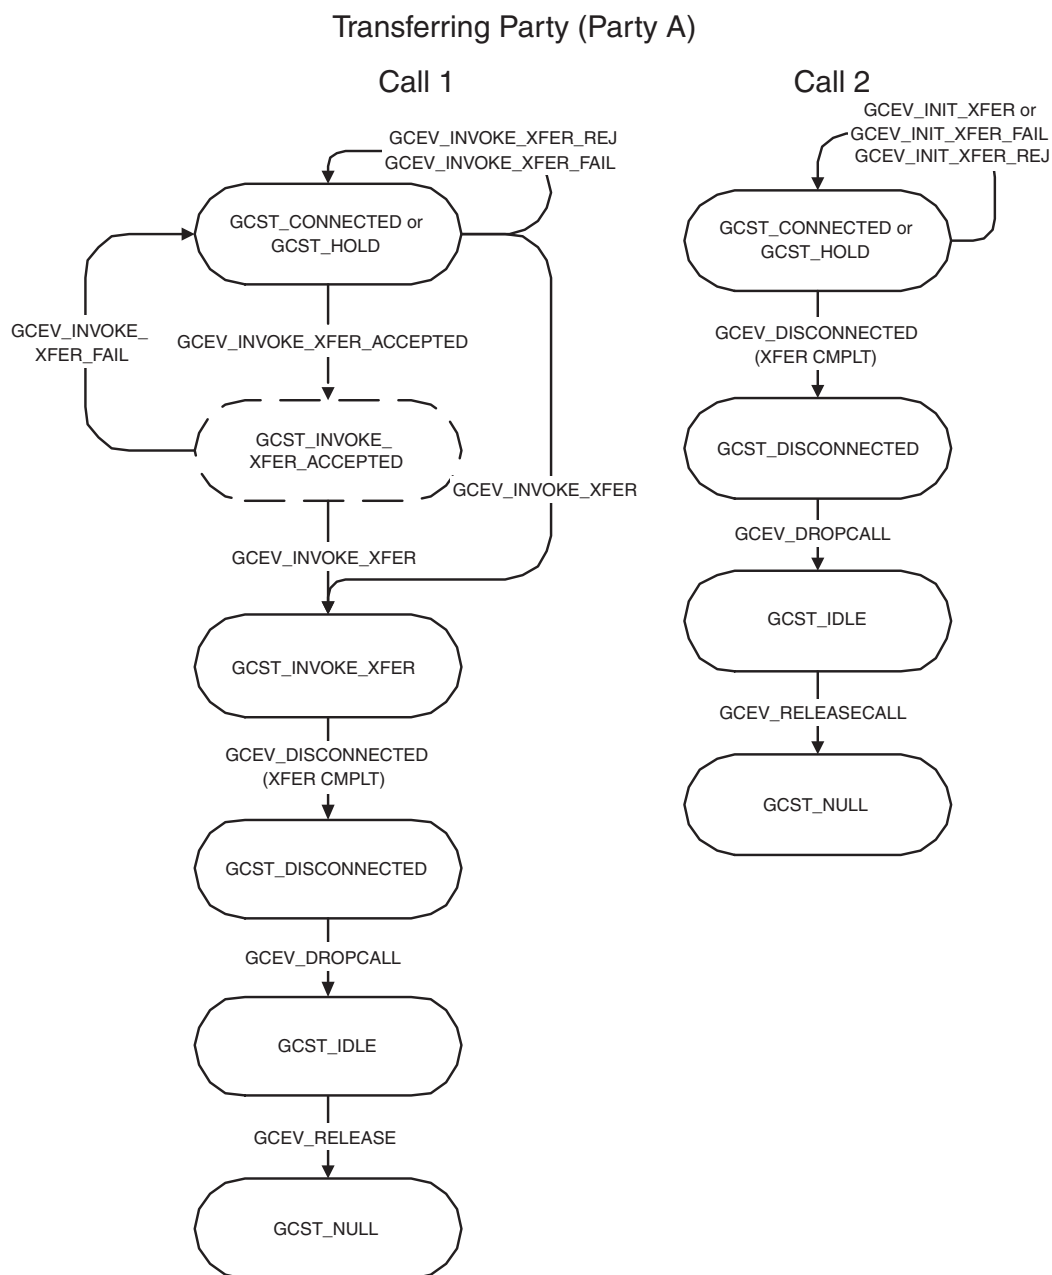 Transferring Party (Party A)
Call 1
GCEV_INVOKE_XFER_REJ
GCEV_INVOKE_XFER_FAIL
GCST_CONNECTED or
GCST_HOLD
GCEV_INVOKE_
XFER_FAIL
GCEV_INVOKE_XFER_ACCEPTED
GCST_INVOKE_
XFER_ACCEPTED
GCEV_INVOKE_XFER
GCEV_INVOKE_XFER
GCST_INVOKE_XFER
GCEV_DISCONNECTED
(XFER CMPLT)
GCST_DISCONNECTED
GCEV_DROPCALL
GCST_IDLE
GCEV_RELEASE
GCST_NULL
Call 2
GCEV_INIT_XFER or
GCEV_INIT_XFER_FAIL
GCEV_INIT_XFER_REJ
GCST_CONNECTED or
GCST_HOLD
GCEV_DISCONNECTED
(XFER CMPLT)
GCST_DISCONNECTED
GCEV_DROPCALL
GCST_IDLE
GCEV_RELEASECALL
GCST_NULL